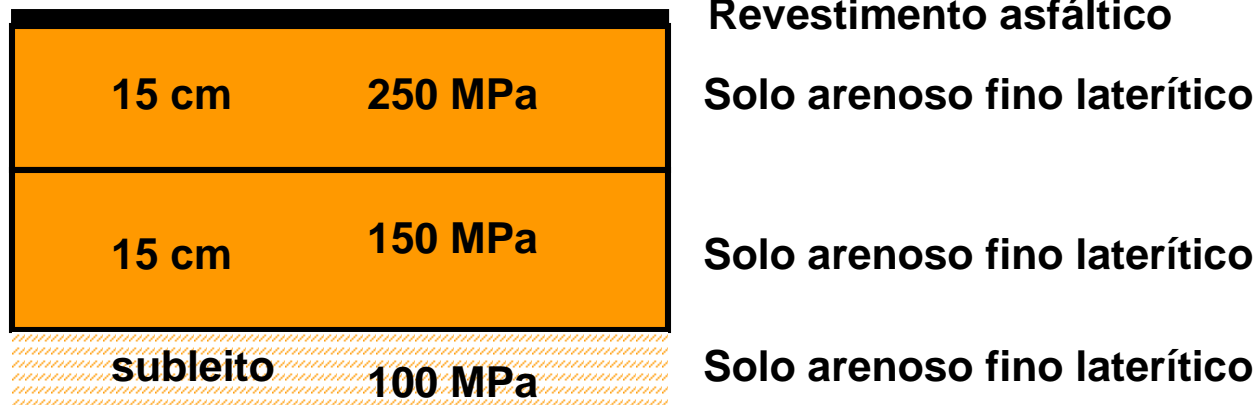 Revestimento asfáltico
15 cm 250 MPa Solo arenoso fino laterítico
15 cm 150 MPa Solo arenoso fino laterítico
subleito 100 MPa Solo arenoso fino laterítico